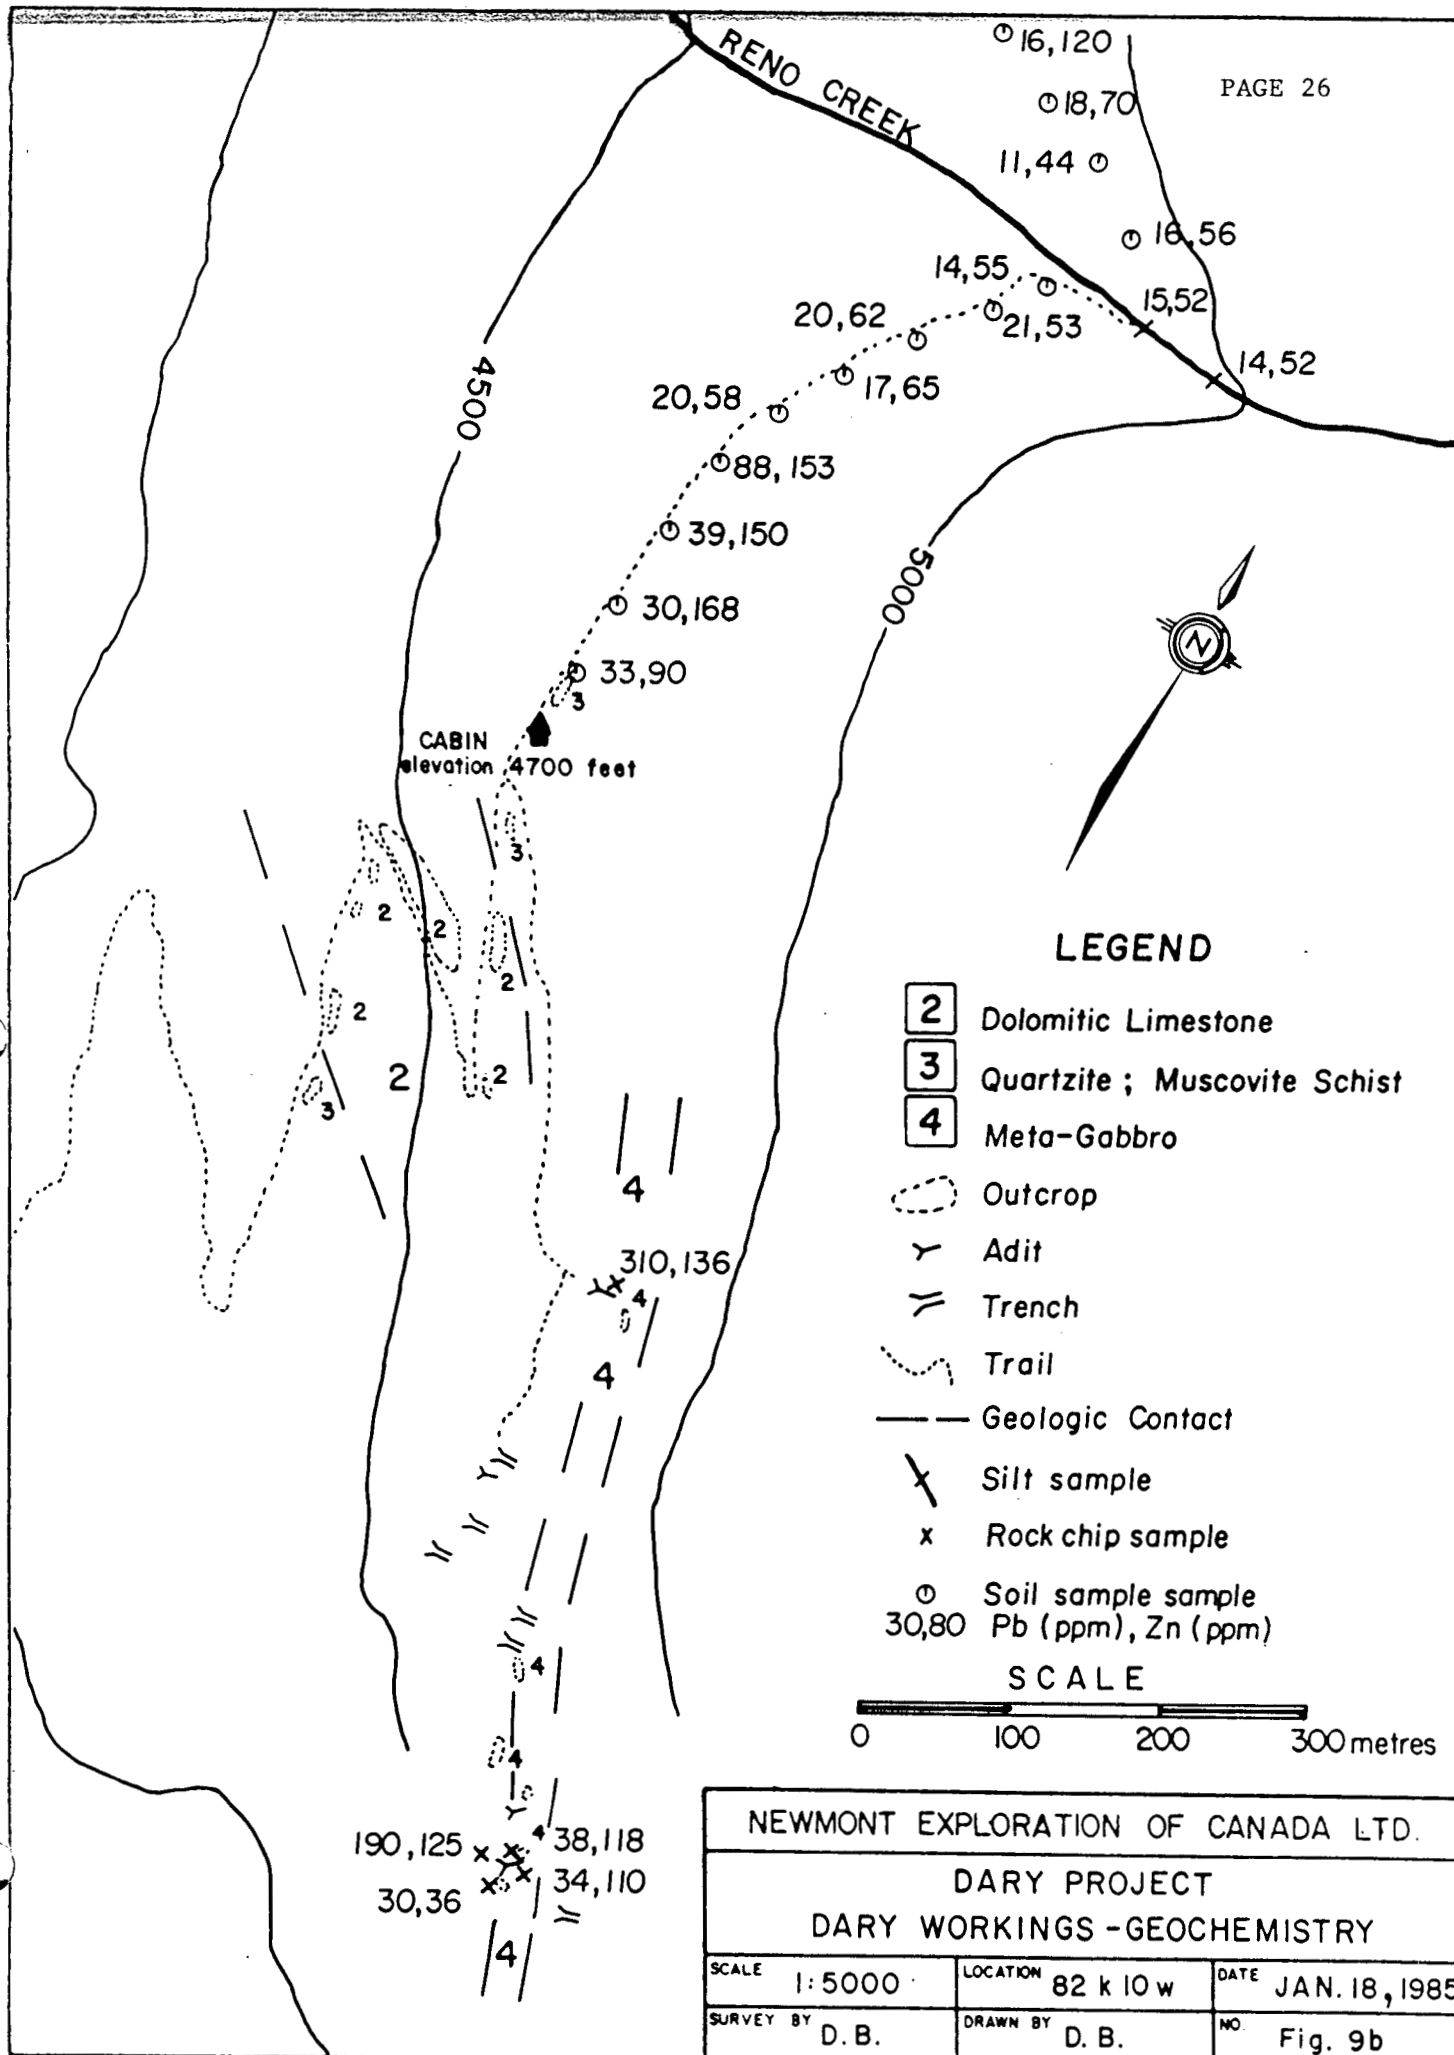 PAGE 26
RENO CREEK
16,120
18,70
11,44
16,56
14,55
15,52
20,62
21,53
14,52
17,65
20,58
4500
88,153
39,150
5000
30,168
N
33,90
3
CABIN
elevation 4700 feet
3
2
2
2
2
2
2
3
4
310,136
4
4
4
4
190,125
4
38,118
34,110
30,36
4
LEGEND
2 Dolomitic Limestone
3 Quartzite ; Muscovite Schist
4 Meta-Gabbro
Outcrop
Adit
Trench
Trail
Geologic Contact
Silt sample
x Rock chip sample
Soil sample sample
30,80 Pb (ppm), Zn (ppm)
SCALE
0 100 200 300 metres
NEWMONT EXPLORATION OF CANADA LTD.
DARY PROJECT
DARY WORKINGS - GEOCHEMISTRY
SCALE 1:5000 LOCATION 82 k 10 w DATE JAN. 18, 1985
SURVEY BY D.B. DRAWN BY D.B. NO. Fig. 9b